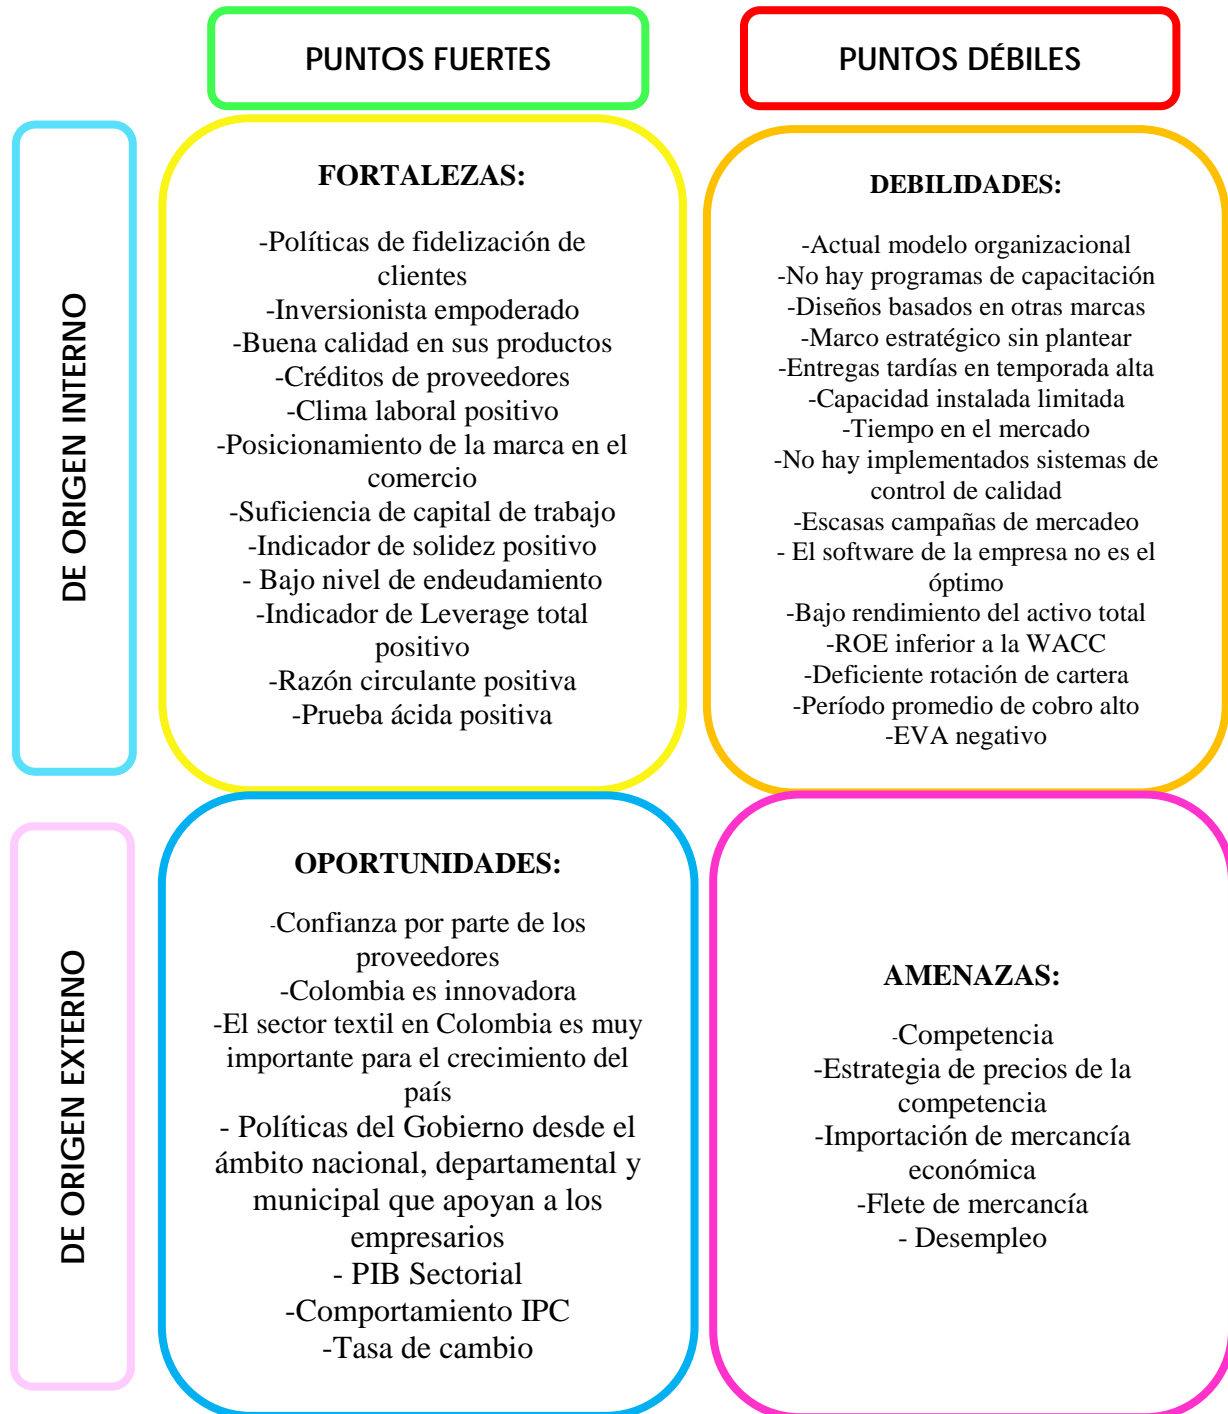 PUNTOS FUERTES
PUNTOS DÉBILES
DE ORIGEN INTERNO
FORTALEZAS:
-Políticas de fidelización de
clientes
-Inversionista empoderado
-Buena calidad en sus productos
-Créditos de proveedores
-Clima laboral positivo
-Posicionamiento de la marca en el
comercio
-Suficiencia de capital de trabajo
-Indicador de solidez positivo
- Bajo nivel de endeudamiento
-Indicador de Leverage total
positivo
-Razón circulante positiva
-Prueba ácida positiva
DEBILIDADES:
-Actual modelo organizacional
-No hay programas de capacitación
-Diseños basados en otras marcas
-Marco estratégico sin plantear
-Entregas tardías en temporada alta
-Capacidad instalada limitada
-Tiempo en el mercado
-No hay implementados sistemas de
control de calidad
-Escasas campañas de mercadeo
- El software de la empresa no es el
óptimo
-Bajo rendimiento del activo total
-ROE inferior a la WACC
-Deficiente rotación de cartera
-Período promedio de cobro alto
-EVA negativo
DE ORIGEN EXTERNO
OPORTUNIDADES:
-Confianza por parte de los
proveedores
-Colombia es innovadora
-El sector textil en Colombia es muy
importante para el crecimiento del
país
- Políticas del Gobierno desde el
ámbito nacional, departamental y
municipal que apoyan a los
empresarios
- PIB Sectorial
-Comportamiento IPC
-Tasa de cambio
AMENAZAS:
-Competencia
-Estrategia de precios de la
competencia
-Importación de mercancía
económica
-Flete de mercancía
- Desempleo